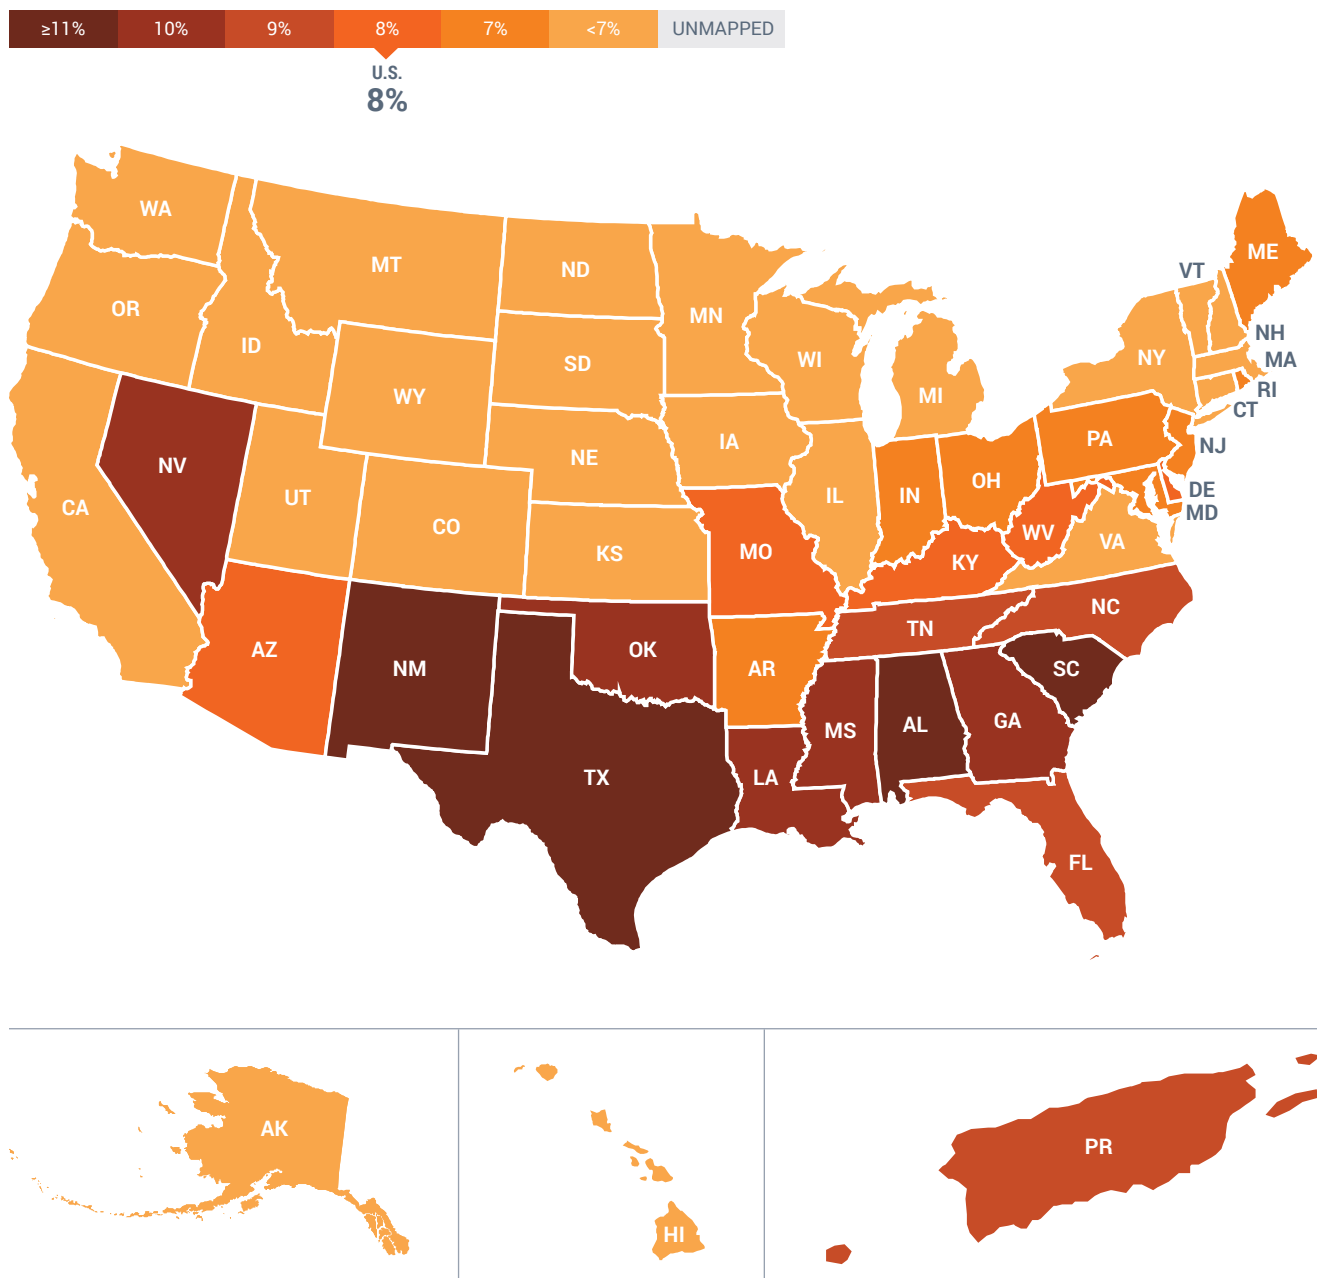 ≥11% 10% 9% 8% 7% <7% UNMAPPED
U.S.
8%
WA
MT
ND
ME
VT
OR
MN
NH
ID
SD
WI
NY
MA
WY
MI
RI
CT
IA
PA
NJ
NV
NE
OH
UT
IL
IN
DE
CA
MD
CO
WV
VA
KS
MO
KY
NC
TN
AZ
OK
NM
AR
SC
GA
AL
MS
TX
LA
FL
AK
PR
HI